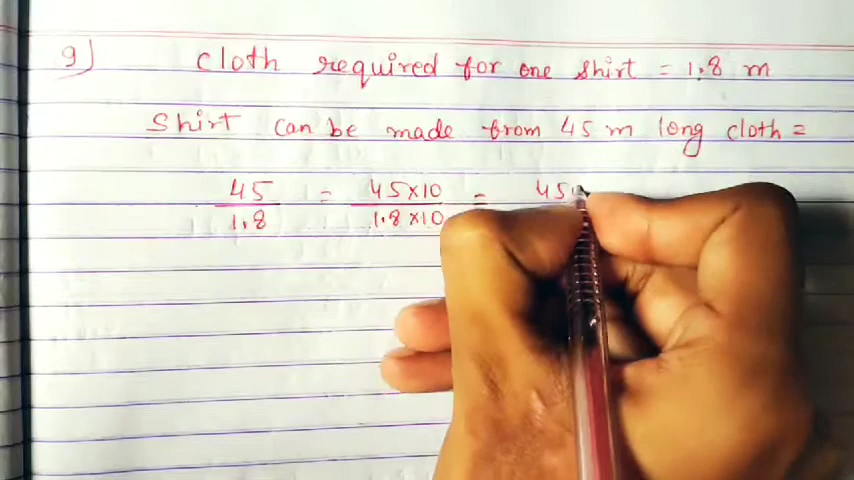 9) cloth required for one shirt = 1.8 m
Shirt can be made from 45 m long cloth =
45 / 1.8 = 45×10 / 1.8×10 = 45